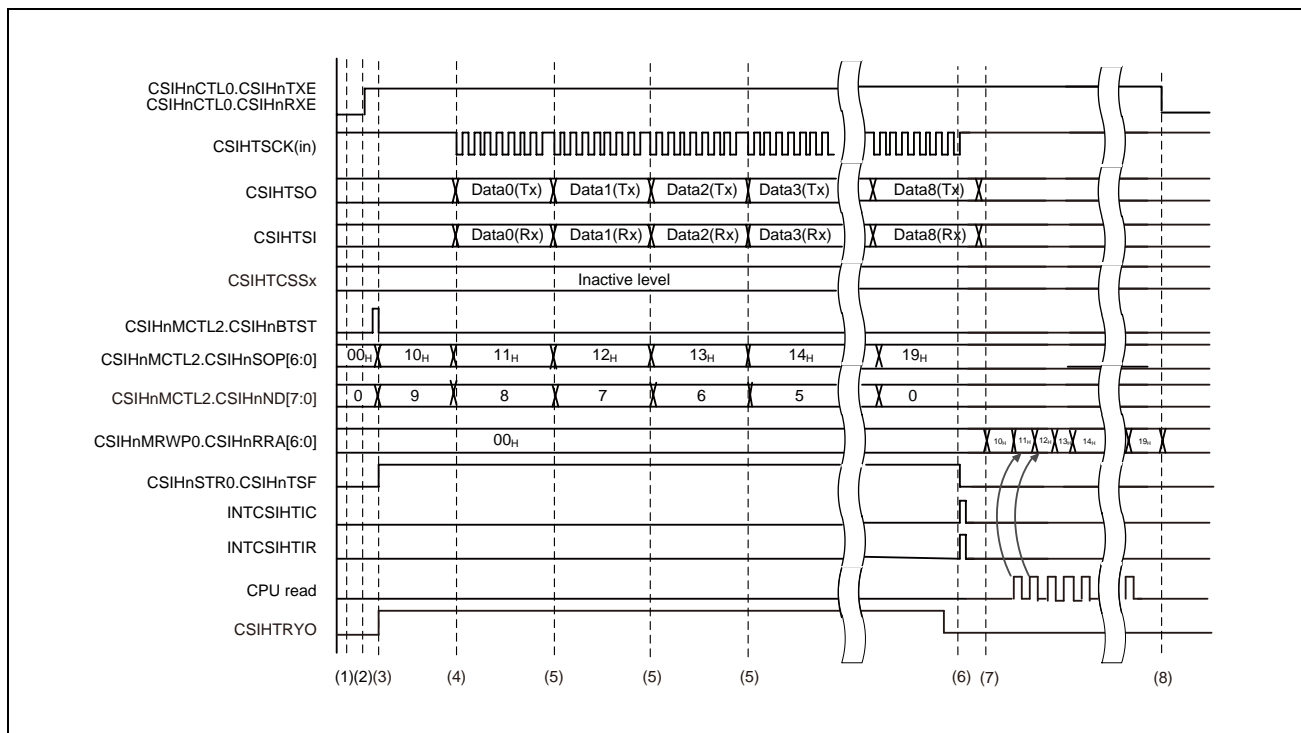 CSIHnCTL0.CSIHnTXE
CSIHnCTL0.CSIHnRXE
CSIHTSCK(in)
CSIHTSO Data0(Tx) Data1(Tx) Data2(Tx) Data3(Tx) Data8(Tx)
CSIHTSI Data0(Rx) Data1(Rx) Data2(Rx) Data3(Rx) Data8(Rx)
CSIHTCSSx Inactive level
CSIHnMCTL2.CSIHnBTST
CSIHnMCTL2.CSIHnSOP[6:0] 00H 10H 11H 12H 13H 14H 19H
CSIHnMCTL2.CSIHnND[7:0] 0 9 8 7 6 5 0
CSIHnMRWP0.CSIHnRRA[6:0] 00H 10H 11H 12H 13H 14H 19H
CSIHnSTR0.CSIHnTSF
INTCSIHTIC
INTCSIHTIR
CPU read
CSIHTRYO
(1)(2)(3) (4) (5) (5) (5) (6) (7) (8)